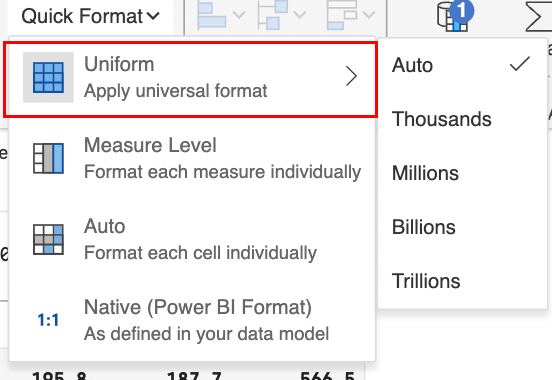 Quick Format
1
Uniform
Apply universal format
Auto
Thousands
Millions
Billions
Trillions
Measure Level
Format each measure individually
Auto
Format each cell individually
1:1
Native (Power BI Format)
As defined in your data model
195.8 187.7 566.5